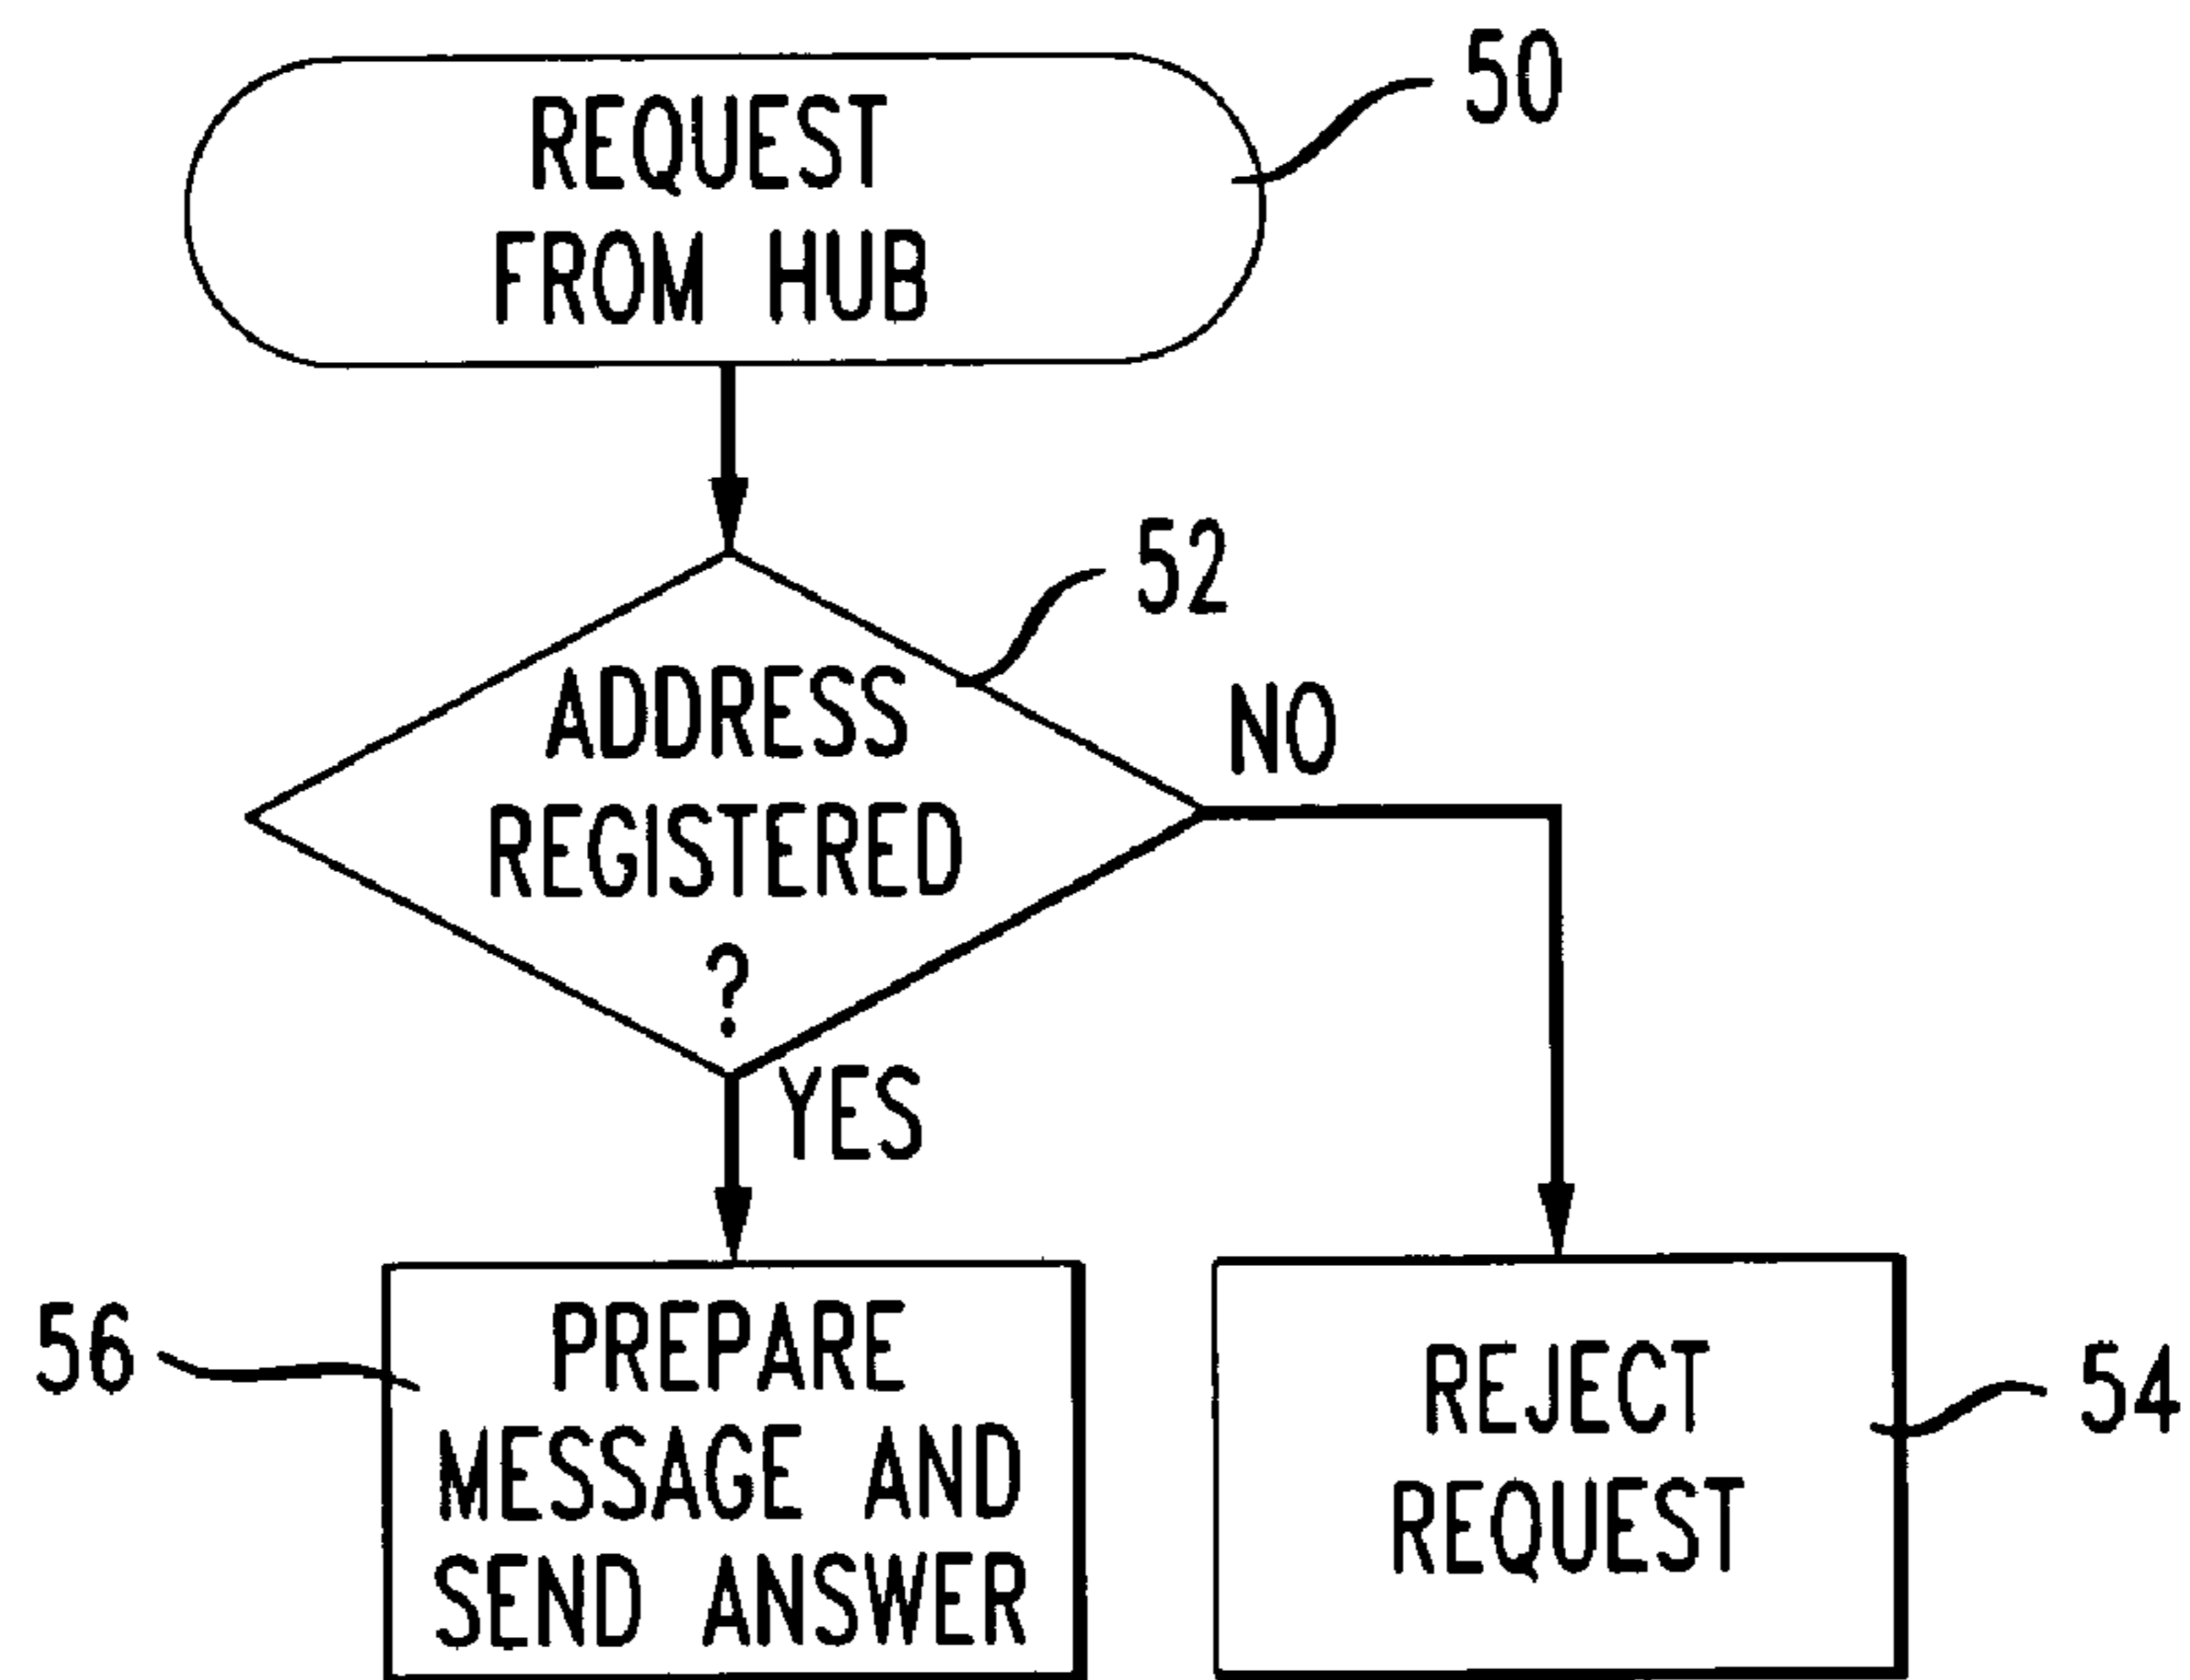 REQUEST
FROM HUB
50
52
ADDRESS
REGISTERED
?
NO
YES
56
PREPARE
MESSAGE AND
SEND ANSWER
REJECT
REQUEST
54